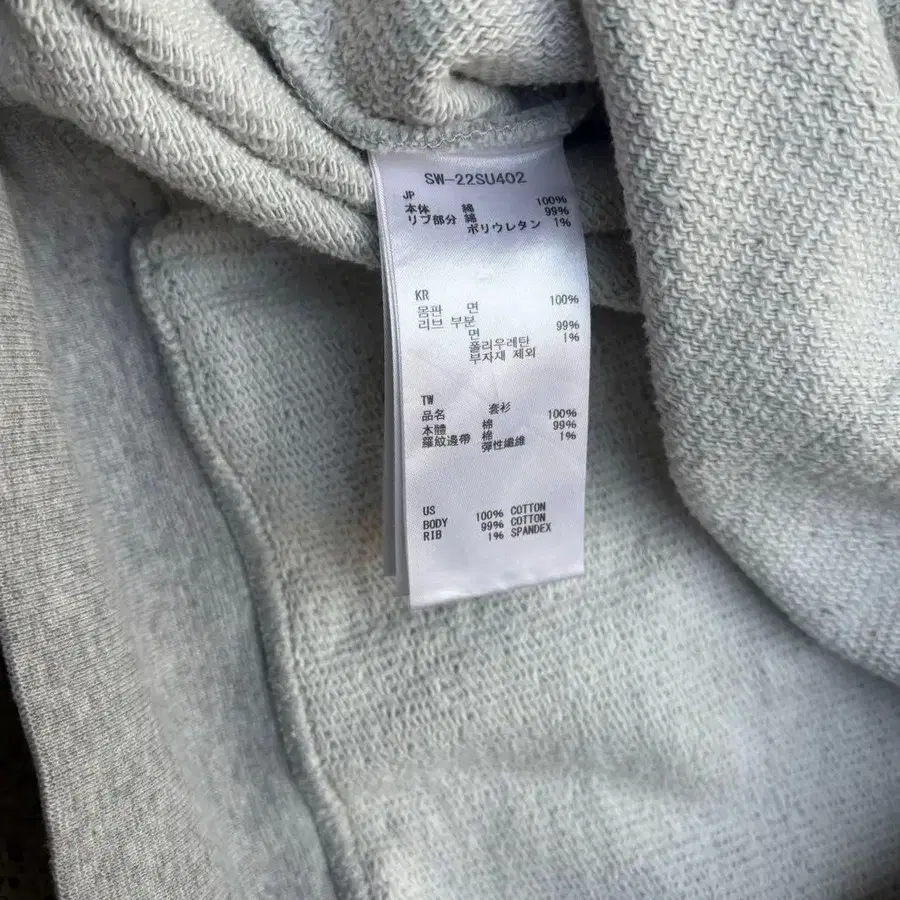 SW-22SU402
JP
本体 綿 100%
リブ部分 綿 99%
ポリウレタン 1%
KR
몸판 면 100%
리브 부분
면 99%
폴리우레탄 1%
부자재 제외
TW
品名 套衫
本體 棉 100%
羅紋邊帶 棉 99%
彈性纖維 1%
US
BODY 100% COTTON
RIB 99% COTTON
1% SPANDEX